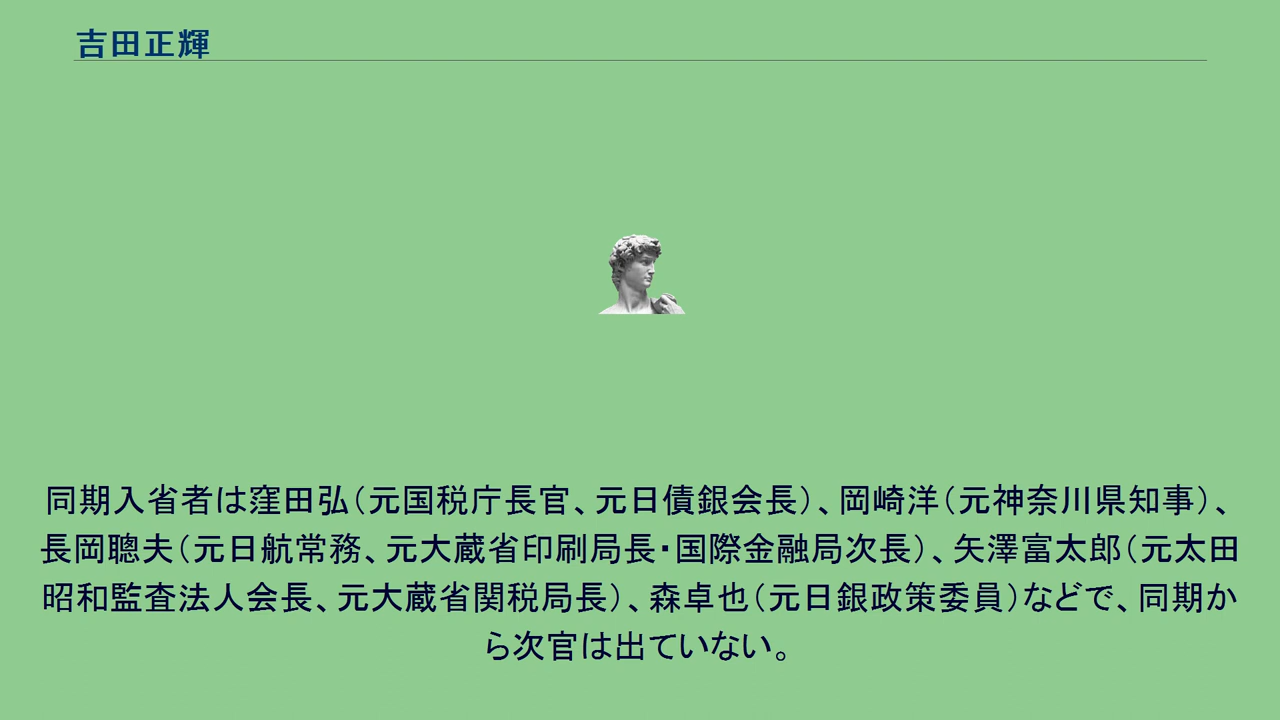 吉田正輝
同期入省者は窪田弘（元国税庁長官、元日債銀会長）、岡崎洋（元神奈川県知事）、
長岡聰夫（元日航常務、元大蔵省印刷局長・国際金融局次長）、矢澤富太郎（元太田
昭和監査法人会長、元大蔵省関税局長）、森卓也（元日銀政策委員）などで、同期か
ら次官は出ていない。